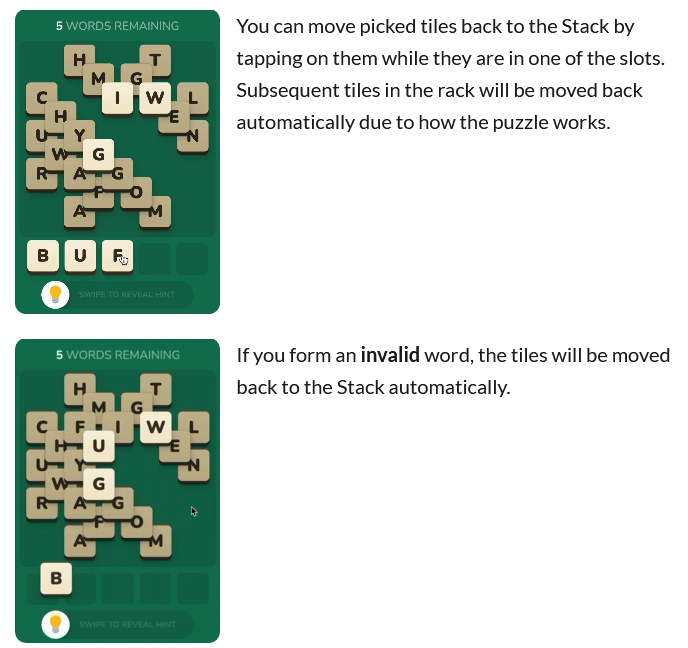 5 WORDS REMAINING
H T
M G
C I W L
H E
U Y N
W G
R A G
F O
A M
B U F
SWIPE TO REVEAL HINT
You can move picked tiles back to the Stack by
tapping on them while they are in one of the slots.
Subsequent tiles in the rack will be moved back
automatically due to how the puzzle works.
5 WORDS REMAINING
H T
M G
C F I W L
H U E
U Y N
W G
R A G
F O
A M
B
SWIPE TO REVEAL HINT
If you form an invalid word, the tiles will be moved
back to the Stack automatically.